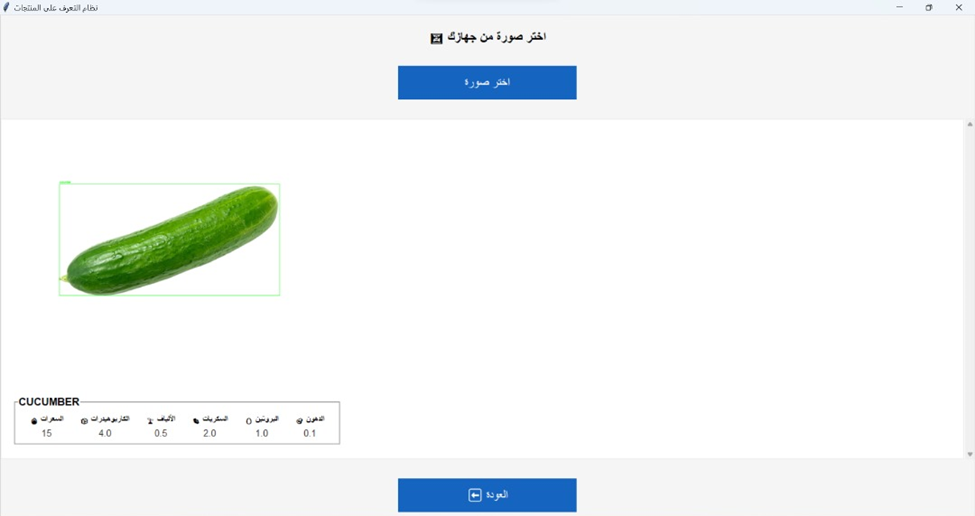 نظام التعرف على المنتجات
اختر صورة من جهازك
اختر صورة
CUCUMBER
السعرات الكاربوهيدرات الألياف السكريات البروتين الدهون
15 4.0 0.5 2.0 1.0 0.1
العودة